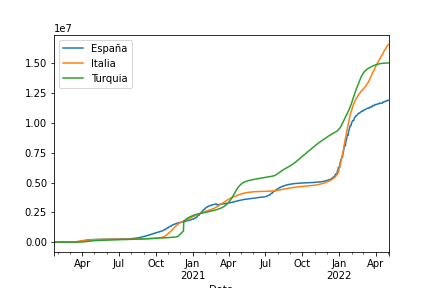 1e7
España
Italia
Turquia
1.50
1.25
1.00
0.75
0.50
0.25
0.00
Apr Jul Oct Jan Apr Jul Oct Jan Apr
2021 2022
Date